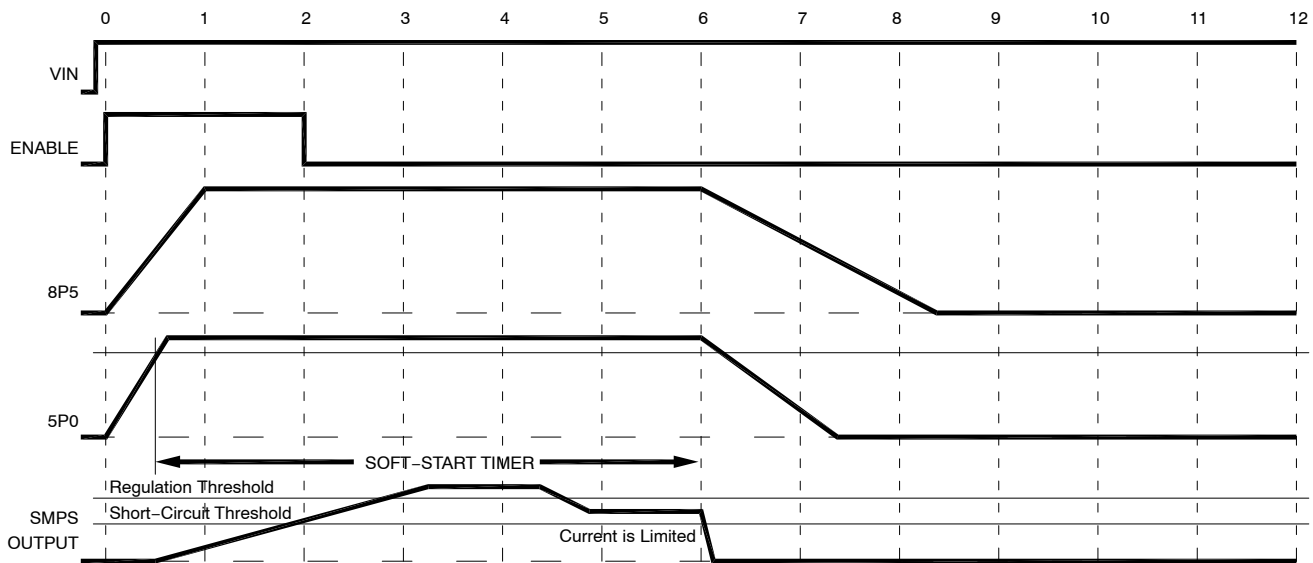 0 1 2 3 4 5 6 7 8 9 10 11 12
VIN
ENABLE
8P5
5P0
SOFT−START TIMER
Regulation Threshold
Short−Circuit Threshold
SMPS
OUTPUT
Current is Limited